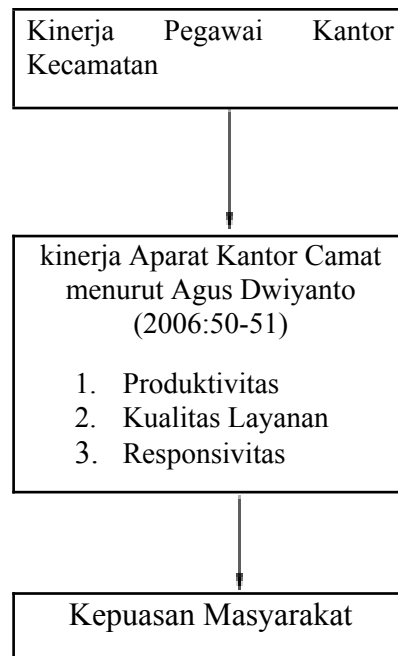 Kinerja Pegawai Kantor
Kecamatan
kinerja Aparat Kantor Camat
menurut Agus Dwiyanto
(2006:50-51)
1. Produktivitas
2. Kualitas Layanan
3. Responsivitas
Kepuasan Masyarakat